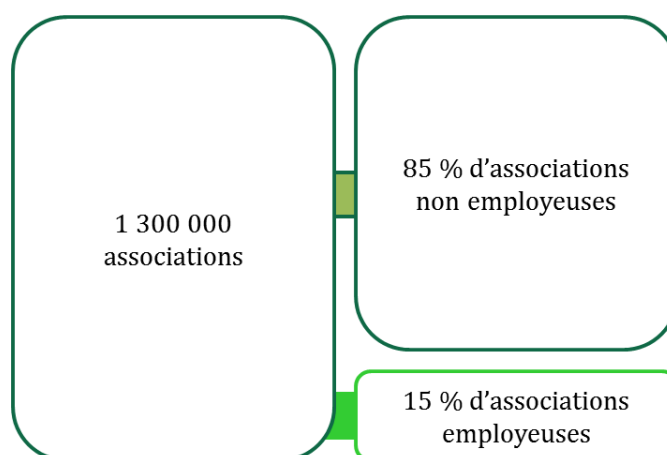 1 300 000
associations
85 % d’associations
non employeuses
15 % d’associations
employeuses